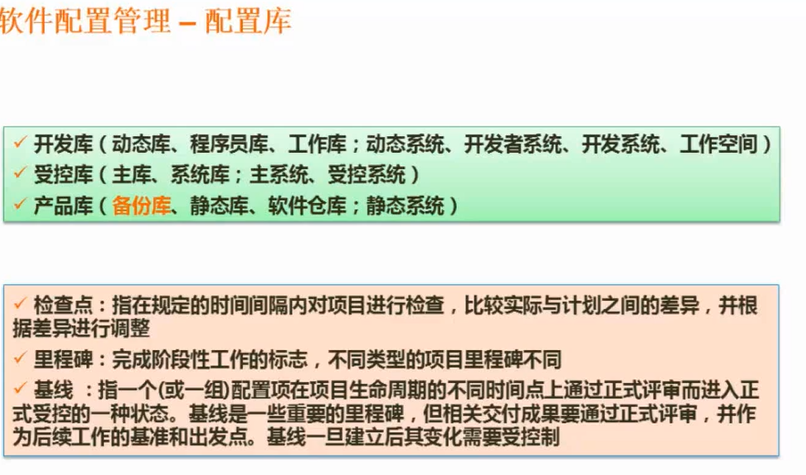 软件配置管理 – 配置库
✓ 开发库（动态库、程序员库、工作库；动态系统、开发者系统、开发系统、工作空间）
✓ 受控库（主库、系统库；主系统、受控系统）
✓ 产品库（备份库、静态库、软件仓库；静态系统）
✓ 检查点：指在规定的时间间隔内对项目进行检查，比较实际与计划之间的差异，并根
据差异进行调整
✓ 里程碑：完成阶段性工作的标志，不同类型的项目里程碑不同
✓ 基线 ：指一个(或一组)配置项在项目生命周期的不同时间点上通过正式评审而进入正
式受控的一种状态。基线是一些重要的里程碑，但相关交付成果要通过正式评审，并作
为后续工作的基准和出发点。基线一旦建立后其变化需要受控制